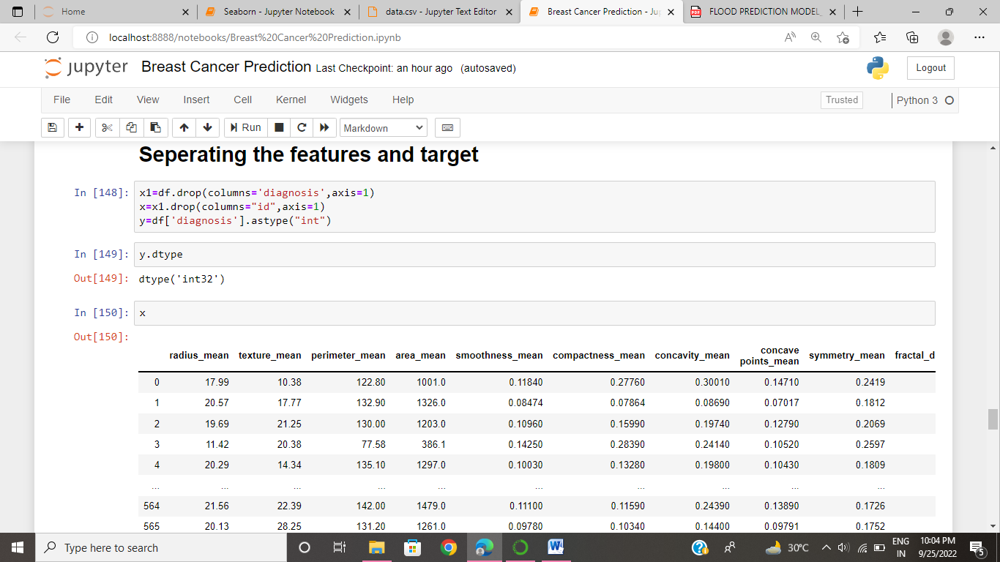 Home
Seaborn - Jupyter Notebook
data.csv - Jupyter Text Editor
Breast Cancer Prediction - Ju
FLOOD PREDICTION MODEL_
localhost:8888/notebooks/Breast%20Cancer%20Prediction.ipynb
jupyter Breast Cancer Prediction Last Checkpoint: an hour ago (autosaved)
Logout
File Edit View Insert Cell Kernel Widgets Help
Trusted
Python 3
Run
Markdown
Seperating the features and target
In [148]: x1=df.drop(columns='diagnosis',axis=1)
x=x1.drop(columns="id",axis=1)
y=df['diagnosis'].astype("int")
In [149]: y.dtype
Out[149]: dtype('int32')
In [150]: x
Out[150]:
radius_mean texture_mean perimeter_mean area_mean smoothness_mean compactness_mean concavity_mean concave points_mean symmetry_mean fractal_d
0 17.99 10.38 122.80 1001.0 0.11840 0.27760 0.30010 0.14710 0.2419
1 20.57 17.77 132.90 1326.0 0.08474 0.07864 0.08690 0.07017 0.1812
2 19.69 21.25 130.00 1203.0 0.10960 0.15990 0.19740 0.12790 0.2069
3 11.42 20.38 77.58 386.1 0.14250 0.28390 0.24140 0.10520 0.2597
4 20.29 14.34 135.10 1297.0 0.10030 0.13280 0.19800 0.10430 0.1809
... ... ... ... ... ... ... ... ... ...
564 21.56 22.39 142.00 1479.0 0.11100 0.11590 0.24390 0.13890 0.1726
565 20.13 28.25 131.20 1261.0 0.09780 0.10340 0.14400 0.09791 0.1752
Type here to search
30°C
ENG
IN
10:04 PM
9/25/2022
5